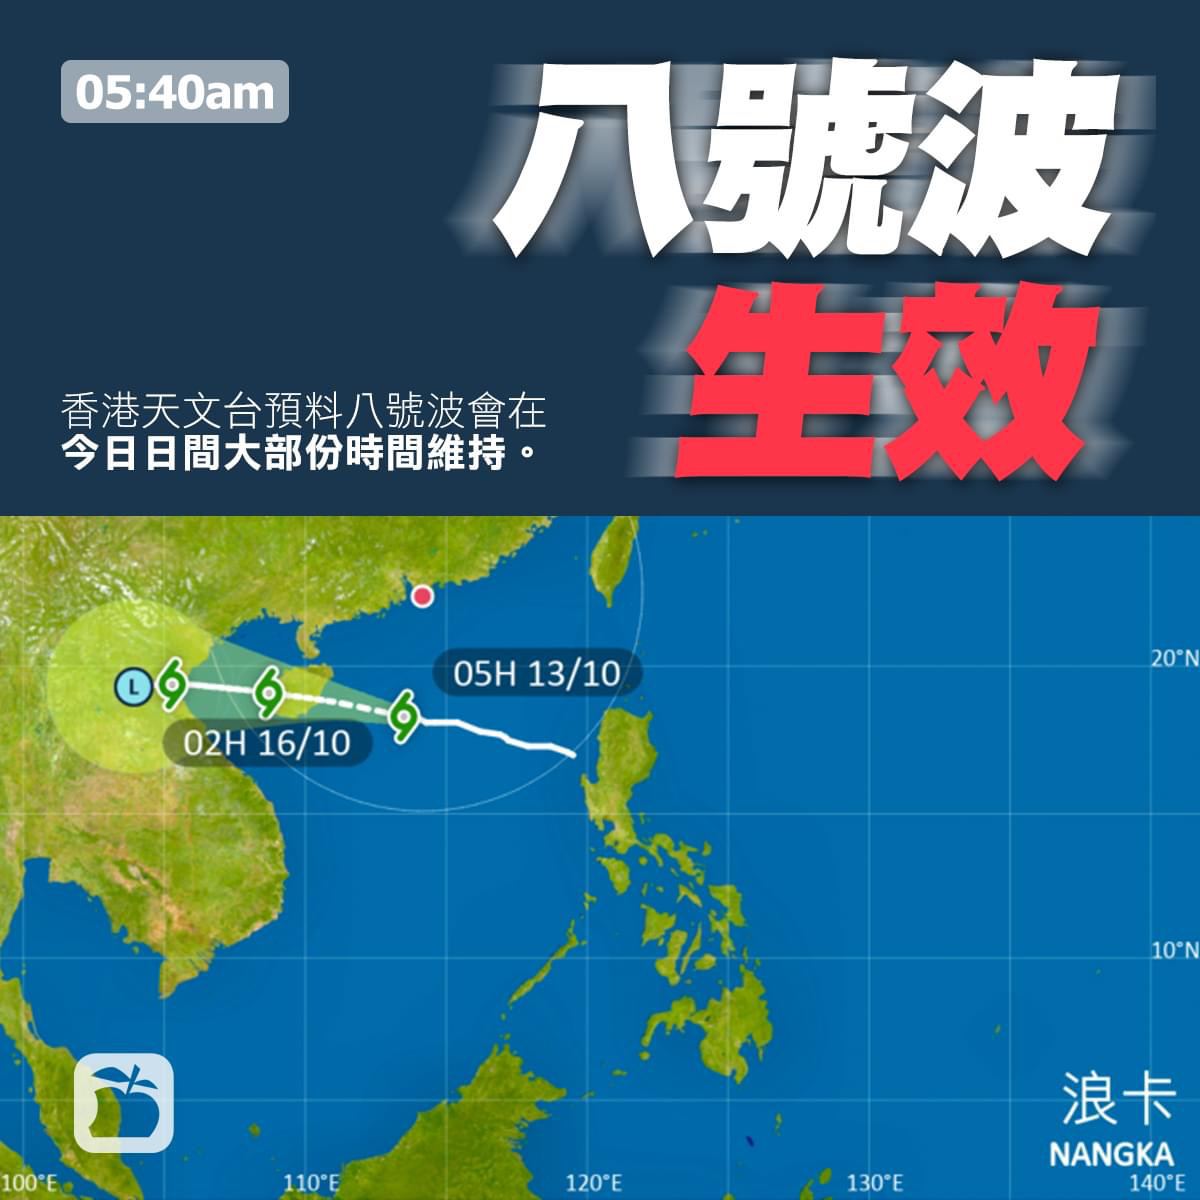 05:40am
八號波
生效
香港天文台預料八號波會在
今日日間大部份時間維持。
05H 13/10
20°N
L
02H 16/10
10°N
浪卡
NANGKA
100°E
110°E
120°E
130°E
140°E